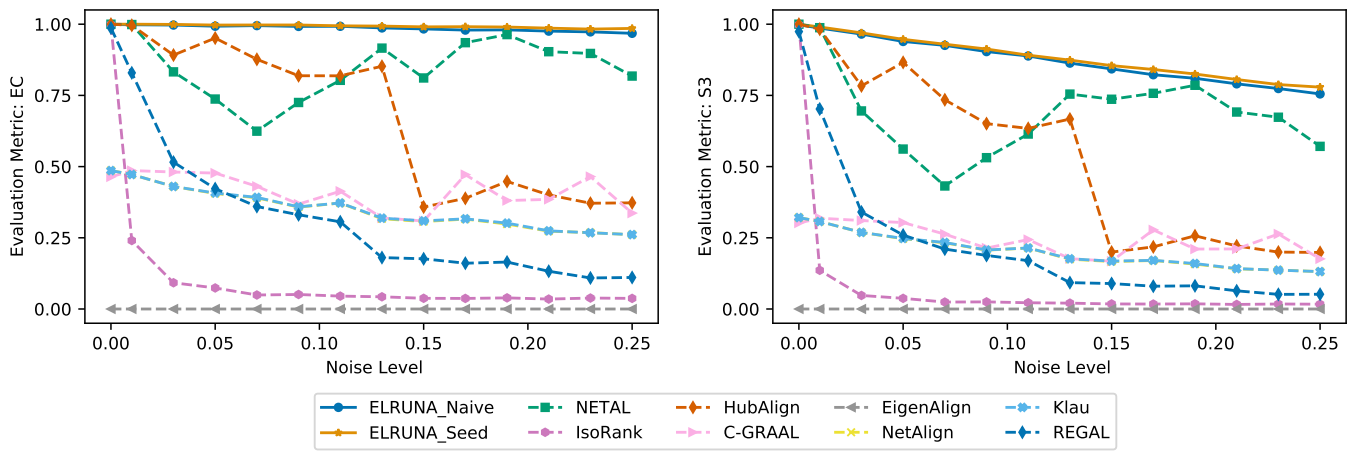 Evaluation Metric: EC
1.00
0.75
0.50
0.25
0.00
0.00 0.05 0.10 0.15 0.20 0.25
Noise Level
Evaluation Metric: S3
1.00
0.75
0.50
0.25
0.00
0.00 0.05 0.10 0.15 0.20 0.25
Noise Level
ELRUNA_Naive NETAL HubAlign EigenAlign Klau
ELRUNA_Seed IsoRank C-GRAAL NetAlign REGAL